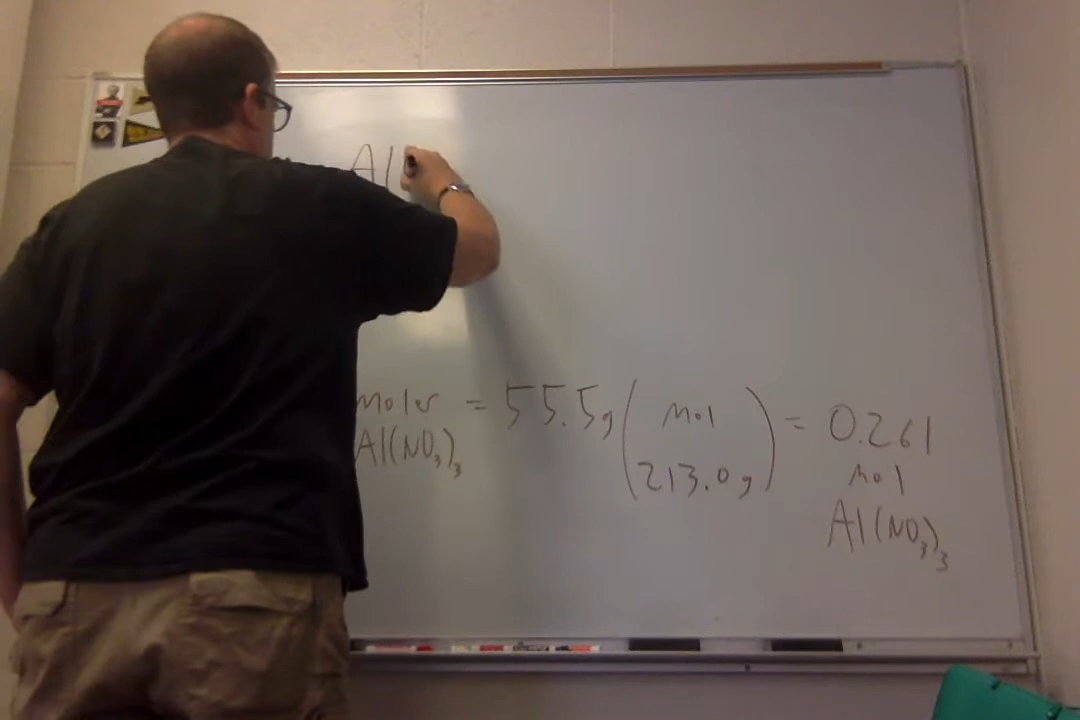 Al
moles = 55.5g ( mol / 213.0g ) = 0.261
Al(NO3)3
mol
Al(NO3)3